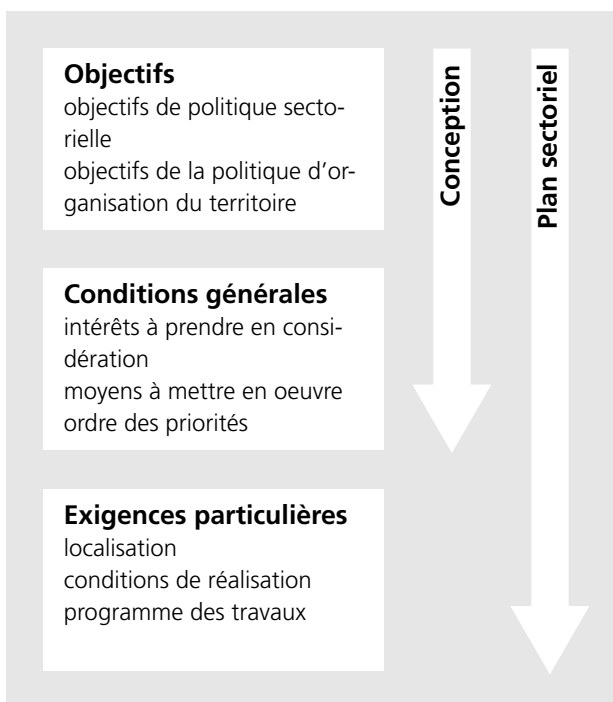 Objectifs
objectifs de politique secto-
rielle
objectifs de la politique d'or-
ganisation du territoire
Conditions générales
intérêts à prendre en consi-
dération
moyens à mettre en oeuvre
ordre des priorités
Exigences particulières
localisation
conditions de réalisation
programme des travaux
Conception
Plan sectoriel